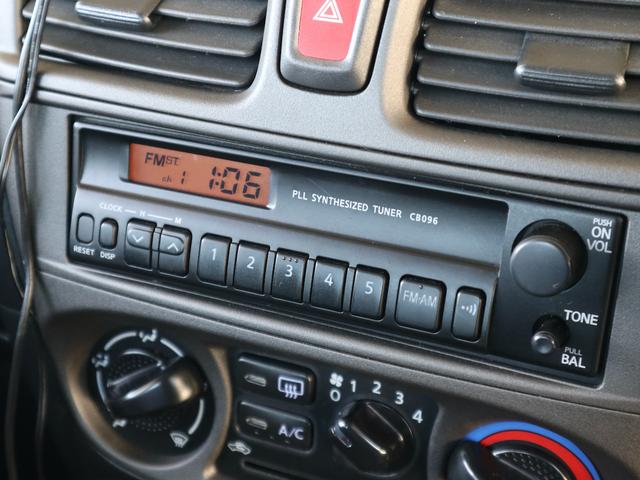 FM ST.
ch 1 1:06
PLL SYNTHESIZED TUNER CB096
CLOCK H M
RESET DISP
1 2 3 4 5 FM·AM
PUSH
ON
VOL
TONE
PULL
BAL
0 1 2 3 4
A/C